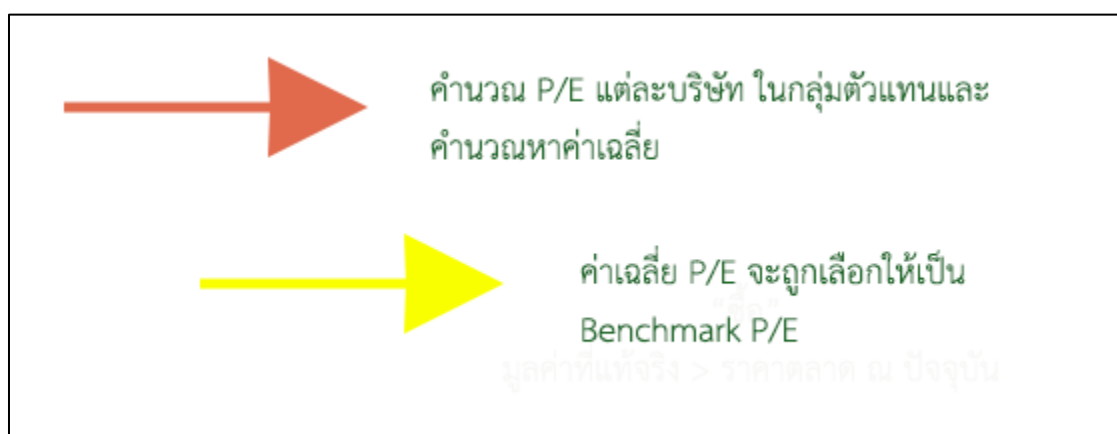 คำนวณ P/E แต่ละบริษัท ในกลุ่มตัวแทนและ
คำนวณหาค่าเฉลี่ย
ค่าเฉลี่ย P/E จะถูกเลือกให้เป็น
“ซื้อ”
Benchmark P/E
มูลค่าที่แท้จริง > ราคาตลาด ณ ปัจจุบัน